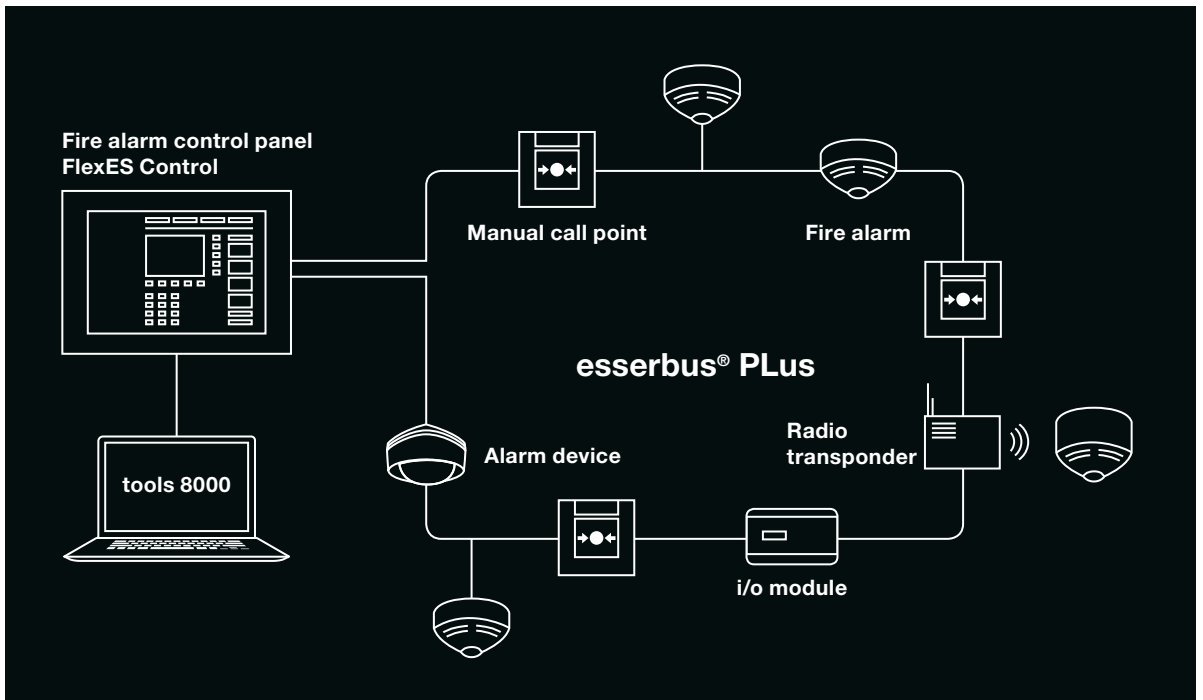 Fire alarm control panel
FlexES Control
Manual call point
Fire alarm
esserbus® PLus
Radio
transponder
Alarm device
tools 8000
i/o module